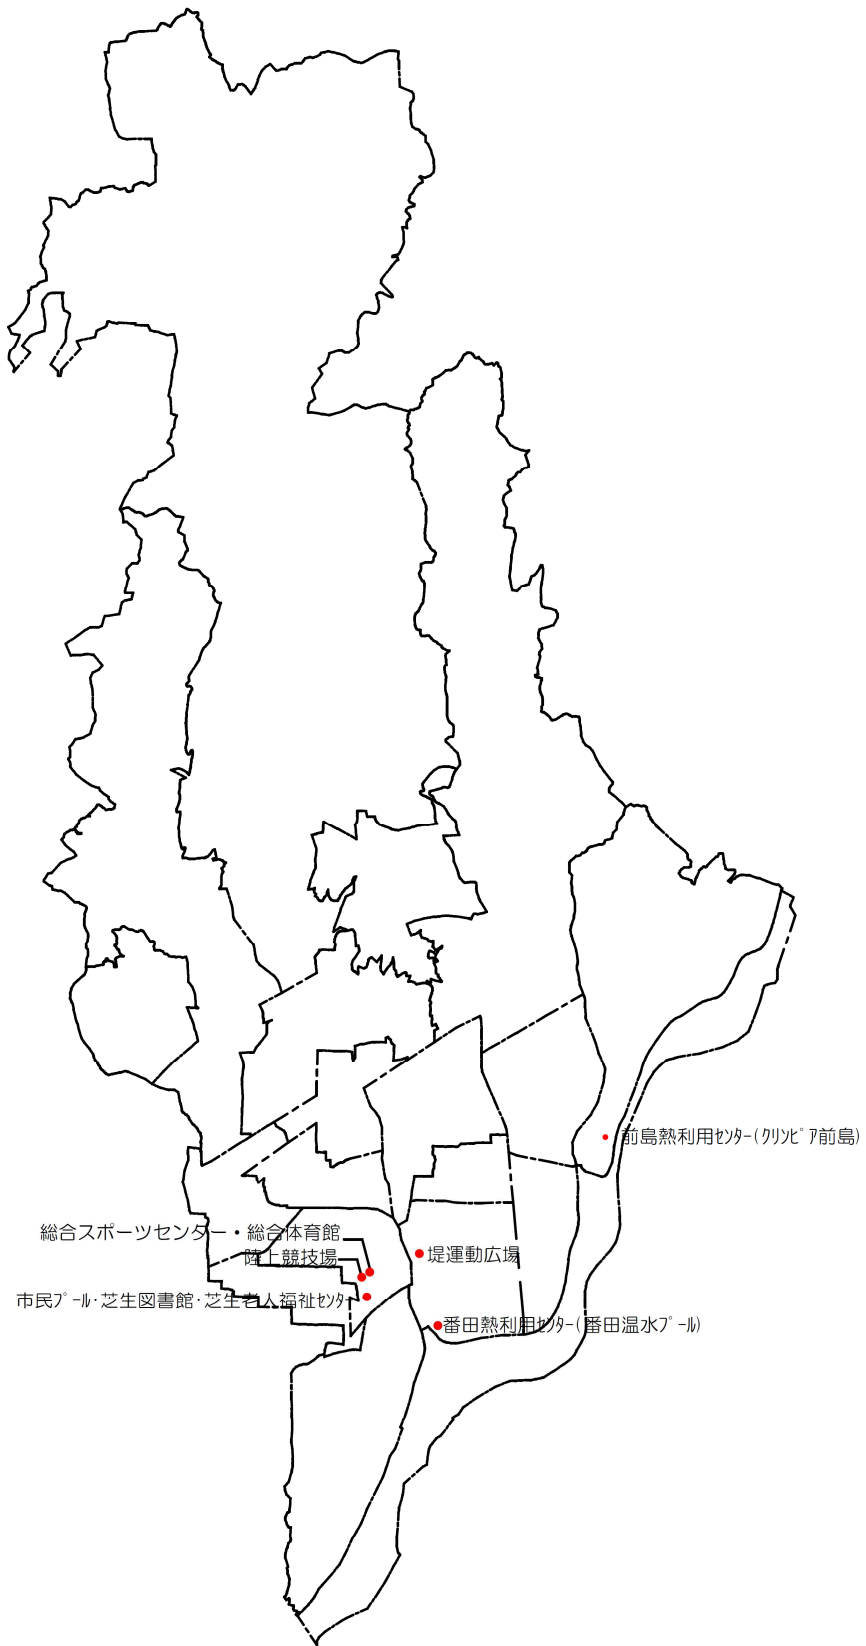 前島熱利用ｾﾝﾀｰ(ｸﾘﾝﾋﾟｱ前島)
総合スポーツセンター・総合体育館
堤運動広場
陸上競技場
市民ﾌﾟｰﾙ･芝生図書館･芝生老人福祉ｾﾝﾀｰ
番田熱利用ｾﾝﾀｰ(番田温水ﾌﾟｰﾙ)